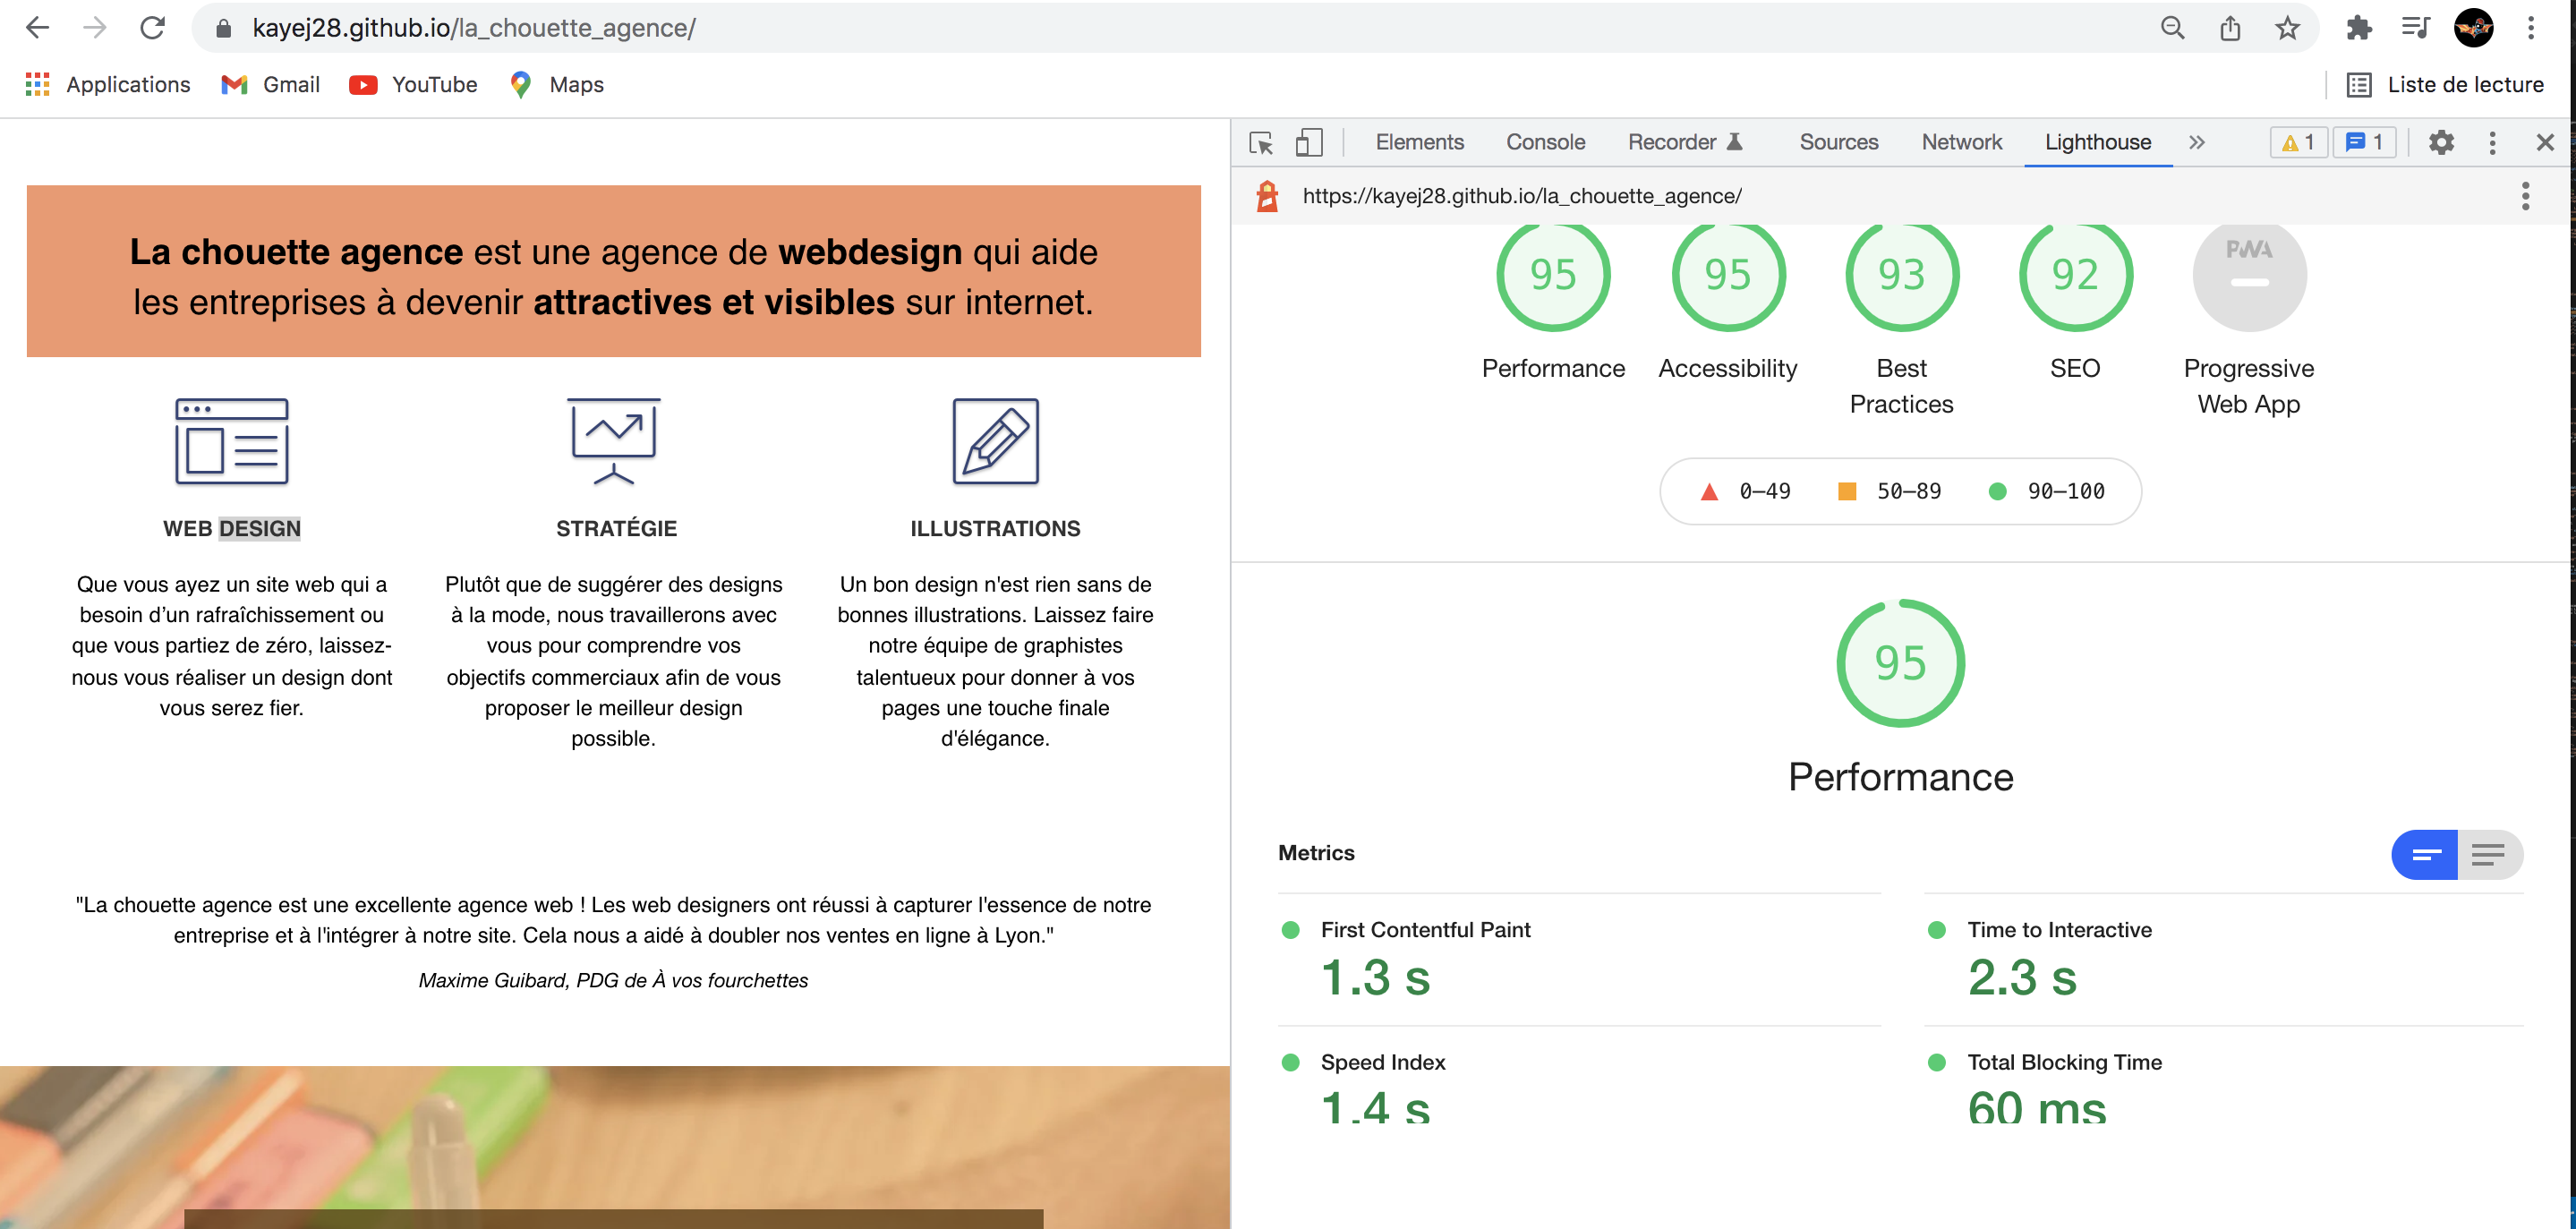 kayej28.github.io/la_chouette_agence/
Applications
Gmail
YouTube
Maps
Liste de lecture
La chouette agence est une agence de webdesign qui aide
les entreprises à devenir attractives et visibles sur internet.
WEB DESIGN
Que vous ayez un site web qui a
besoin d’un rafraîchissement ou
que vous partiez de zéro, laissez-
nous vous réaliser un design dont
vous serez fier.
STRATÉGIE
Plutôt que de suggérer des designs
à la mode, nous travaillerons avec
vous pour comprendre vos
objectifs commerciaux afin de vous
proposer le meilleur design
possible.
ILLUSTRATIONS
Un bon design n'est rien sans de
bonnes illustrations. Laissez faire
notre équipe de graphistes
talentueux pour donner à vos
pages une touche finale
d'élégance.
"La chouette agence est une excellente agence web ! Les web designers ont réussi à capturer l'essence de notre
entreprise et à l'intégrer à notre site. Cela nous a aidé à doubler nos ventes en ligne à Lyon."
Maxime Guibard, PDG de À vos fourchettes
Elements
Console
Recorder
Sources
Network
Lighthouse
1
1
https://kayej28.github.io/la_chouette_agence/
95
Performance
95
Accessibility
93
Best
Practices
92
SEO
PWA
Progressive
Web App
0–49
50–89
90–100
95
Performance
Metrics
First Contentful Paint
1.3 s
Time to Interactive
2.3 s
Speed Index
1.4 s
Total Blocking Time
60 ms